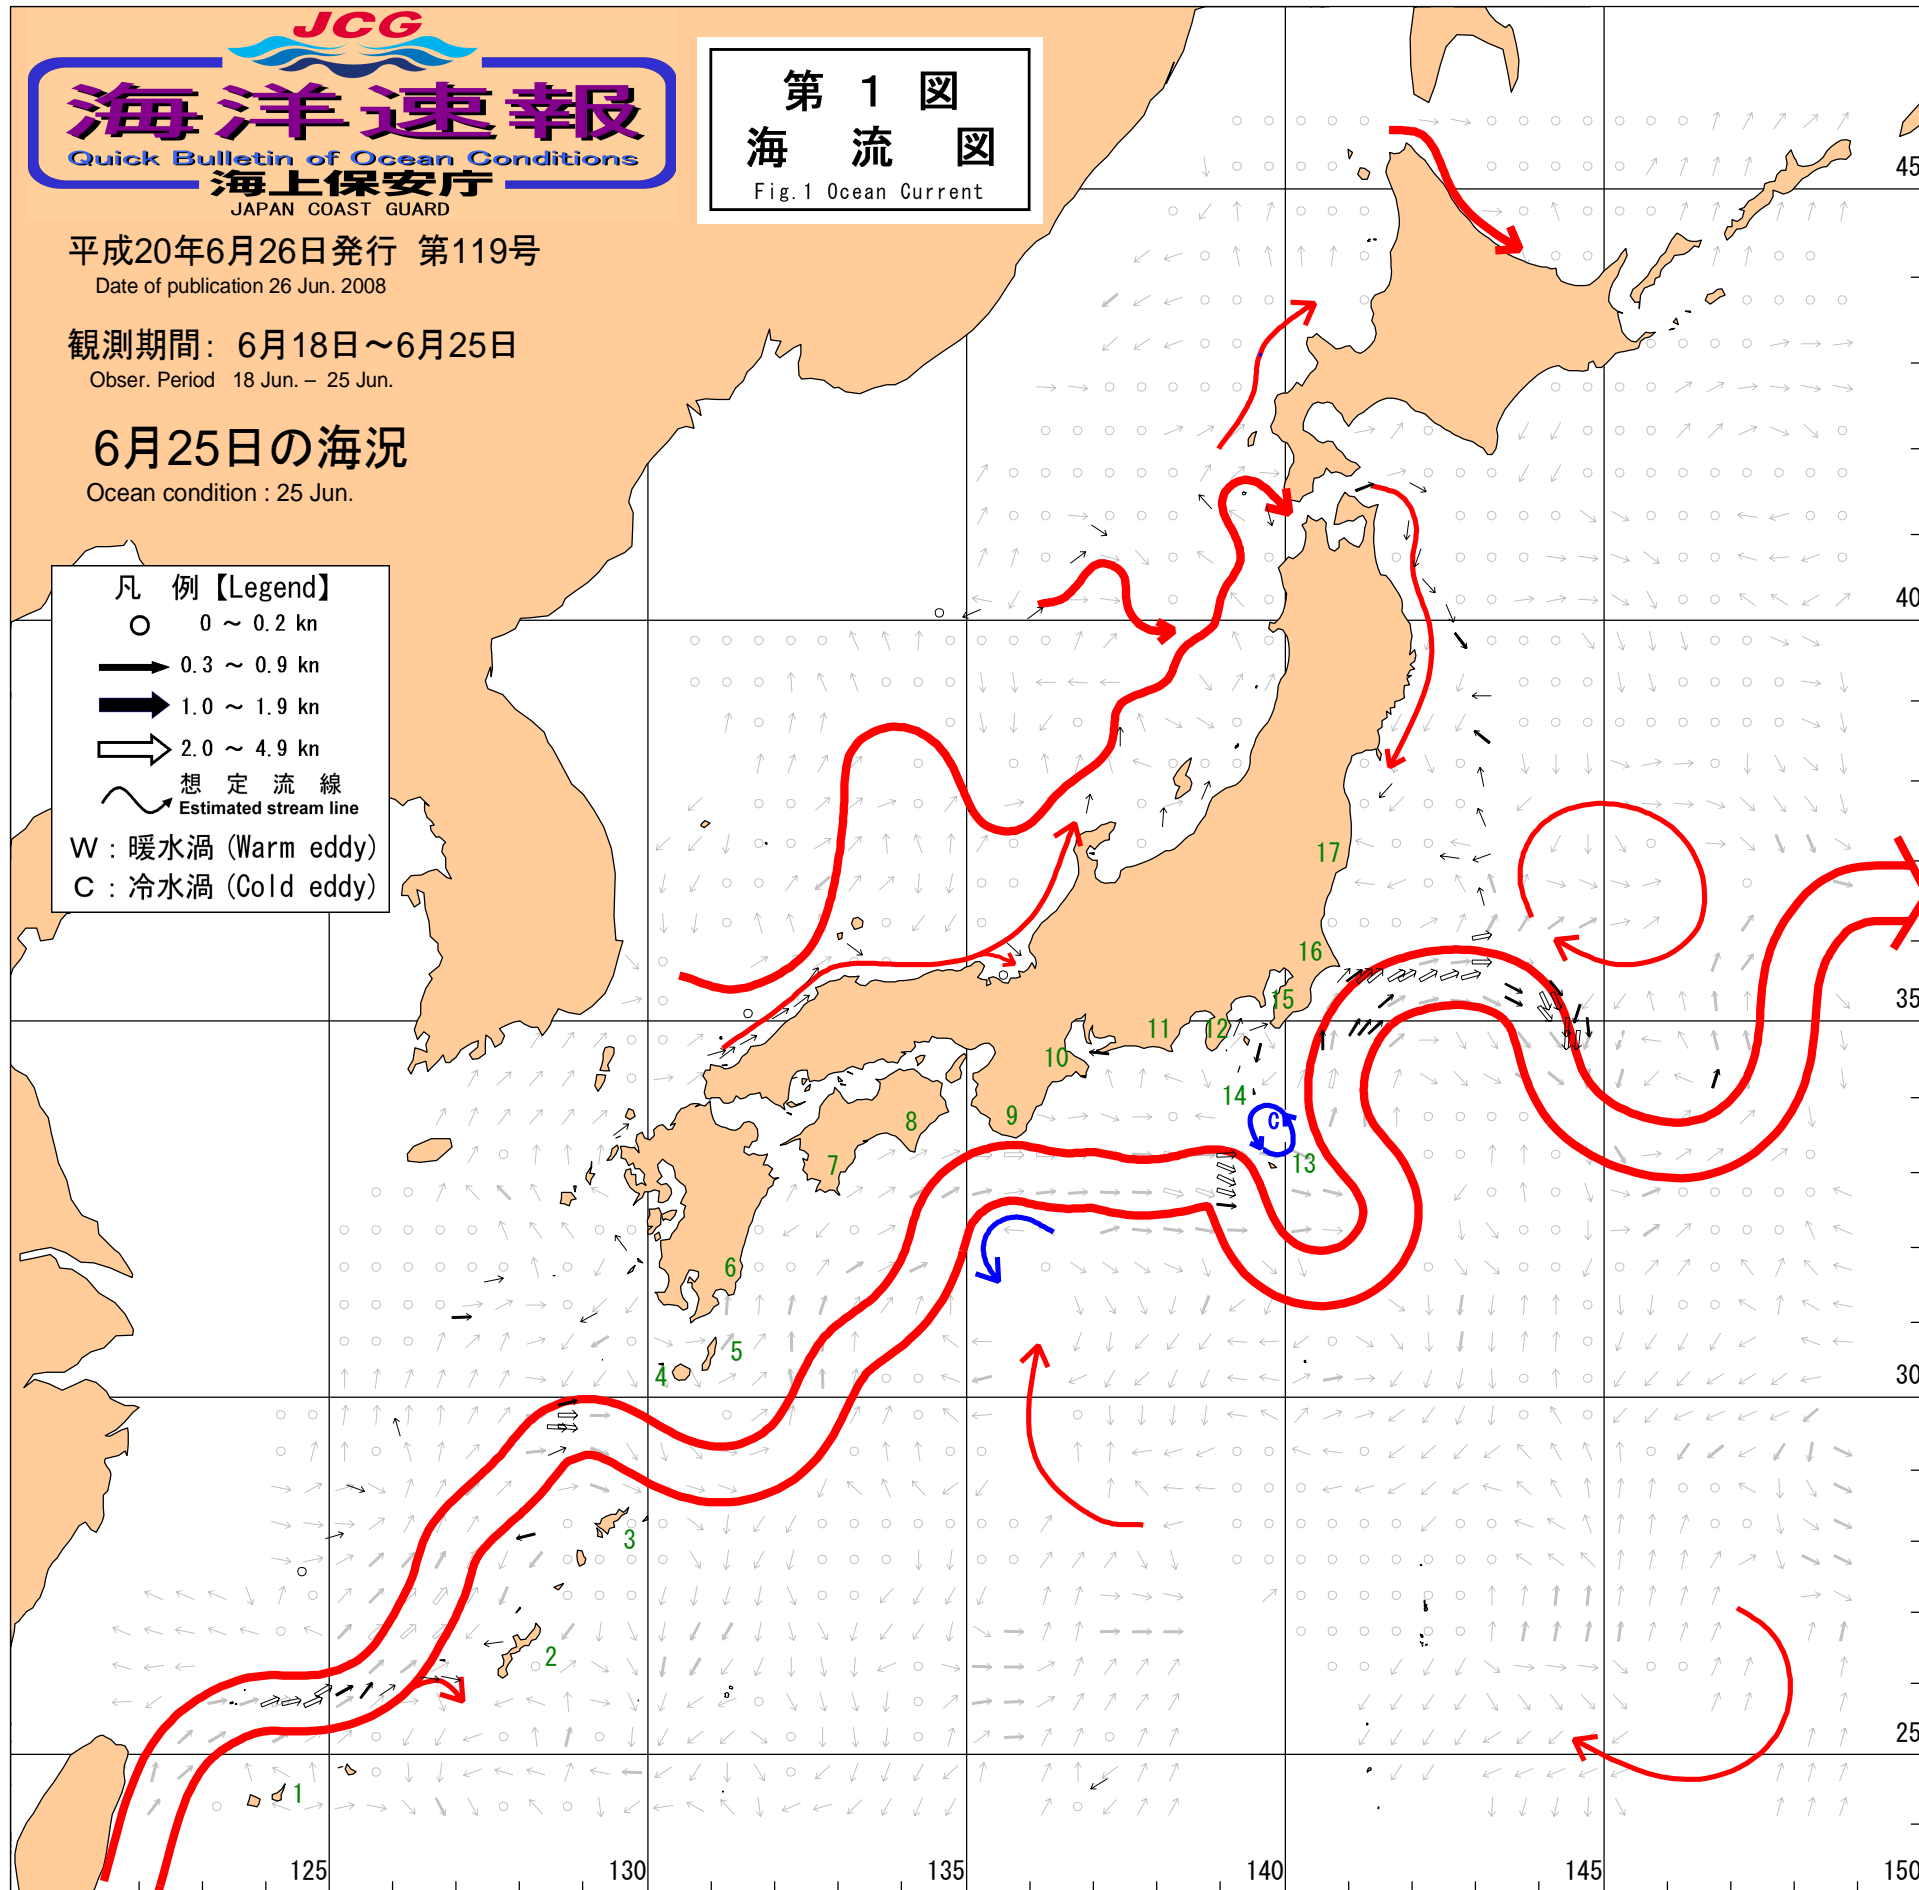 JCG
海洋速報
Quick Bulletin of Ocean Conditions
海上保安庁
JAPAN COAST GUARD
第 1 図
海 流 図
Fig.1 Ocean Current
平成20年6月26日発行 第119号
Date of publication 26 Jun. 2008
観測期間: 6月18日～6月25日
Obser. Period 18 Jun. – 25 Jun.
6月25日の海況
Ocean condition : 25 Jun.
凡 例【Legend】
0 ～ 0.2 kn
0.3 ～ 0.9 kn
1.0 ～ 1.9 kn
2.0 ～ 4.9 kn
想 定 流 線
Estimated stream line
W : 暖水渦 (Warm eddy)
C : 冷水渦 (Cold eddy)
45
40
35
30
25
17
16
15
12
11
10
14
C
13
9
8
7
6
5
4
3
2
1
125
130
135
140
145
150